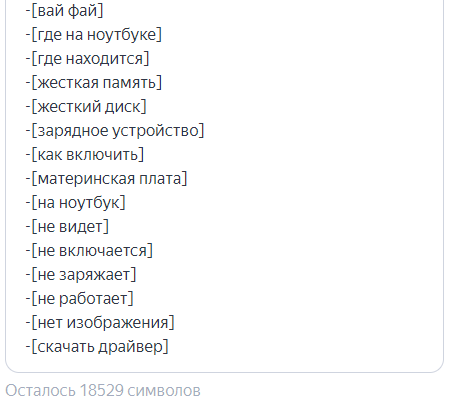 -[вай фай]
-[где на ноутбуке]
-[где находится]
-[жесткая память]
-[жесткий диск]
-[зарядное устройство]
-[как включить]
-[материнская плата]
-[на ноутбук]
-[не видет]
-[не включается]
-[не заряжает]
-[не работает]
-[нет изображения]
-[скачать драйвер]
Осталось 18529 символов